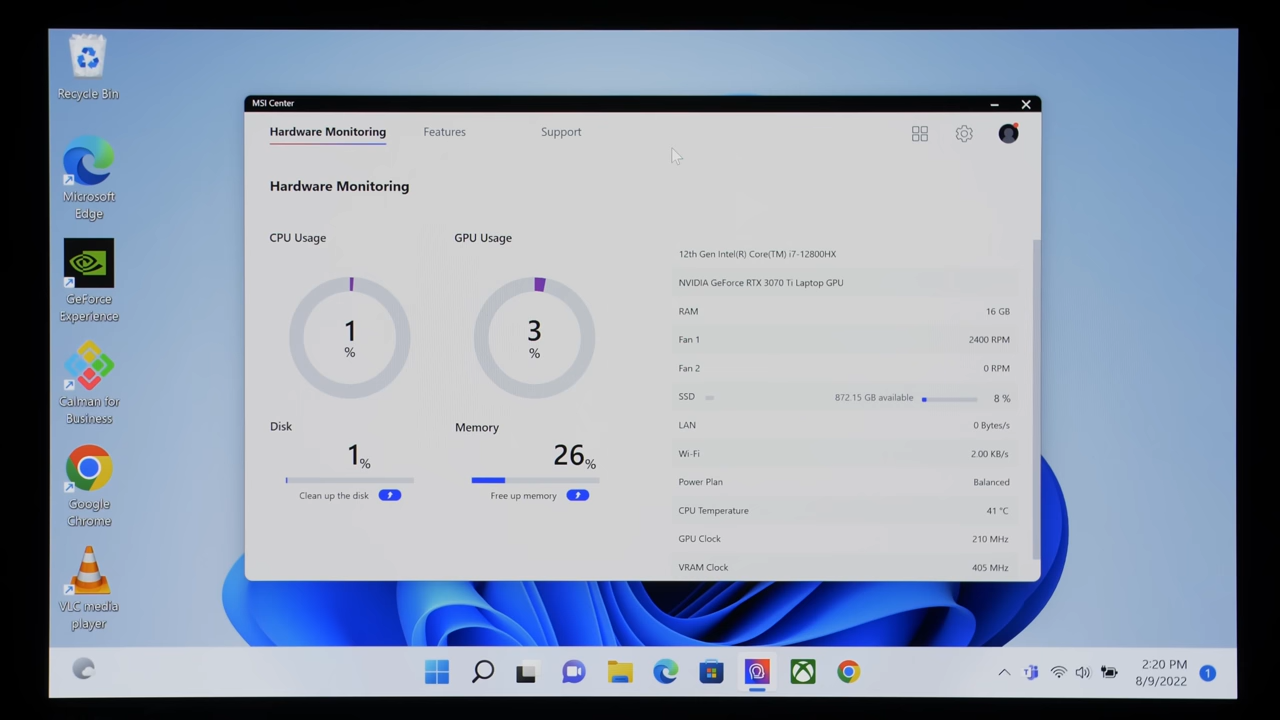 Recycle Bin
Microsoft
Edge
GeForce
Experience
Calman for
Business
Google
Chrome
VLC media
player
MSI Center
Hardware Monitoring
Features
Support
Hardware Monitoring
CPU Usage
1
%
GPU Usage
3
%
Disk
1%
Clean up the disk
Memory
26%
Free up memory
12th Gen Intel(R) Core(TM) i7-12800HX
NVIDIA GeForce RTX 3070 Ti Laptop GPU
RAM 16 GB
Fan 1 2400 RPM
Fan 2 0 RPM
SSD 872.15 GB available 8 %
LAN 0 Bytes/s
Wi-Fi 2.00 KB/s
Power Plan Balanced
CPU Temperature 41 °C
GPU Clock 210 MHz
VRAM Clock 405 MHz
2:20 PM
8/9/2022
1